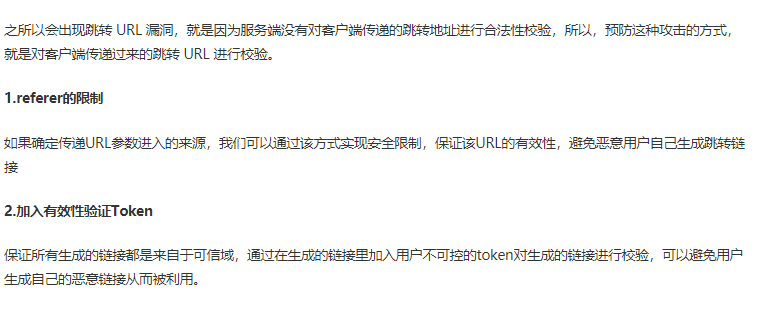 之所以会出现跳转 URL 漏洞，就是因为服务端没有对客户端传递的跳转地址进行合法性校验，所以，预防这种攻击的方式，
就是对客户端传递过来的跳转 URL 进行校验。
1.referer的限制
如果确定传递URL参数进入的来源，我们可以通过该方式实现安全限制，保证该URL的有效性，避免恶意用户自己生成跳转链
接
2.加入有效性验证Token
保证所有生成的链接都是来自于可信域，通过在生成的链接里加入用户不可控的token对生成的链接进行校验，可以避免用户
生成自己的恶意链接从而被利用。